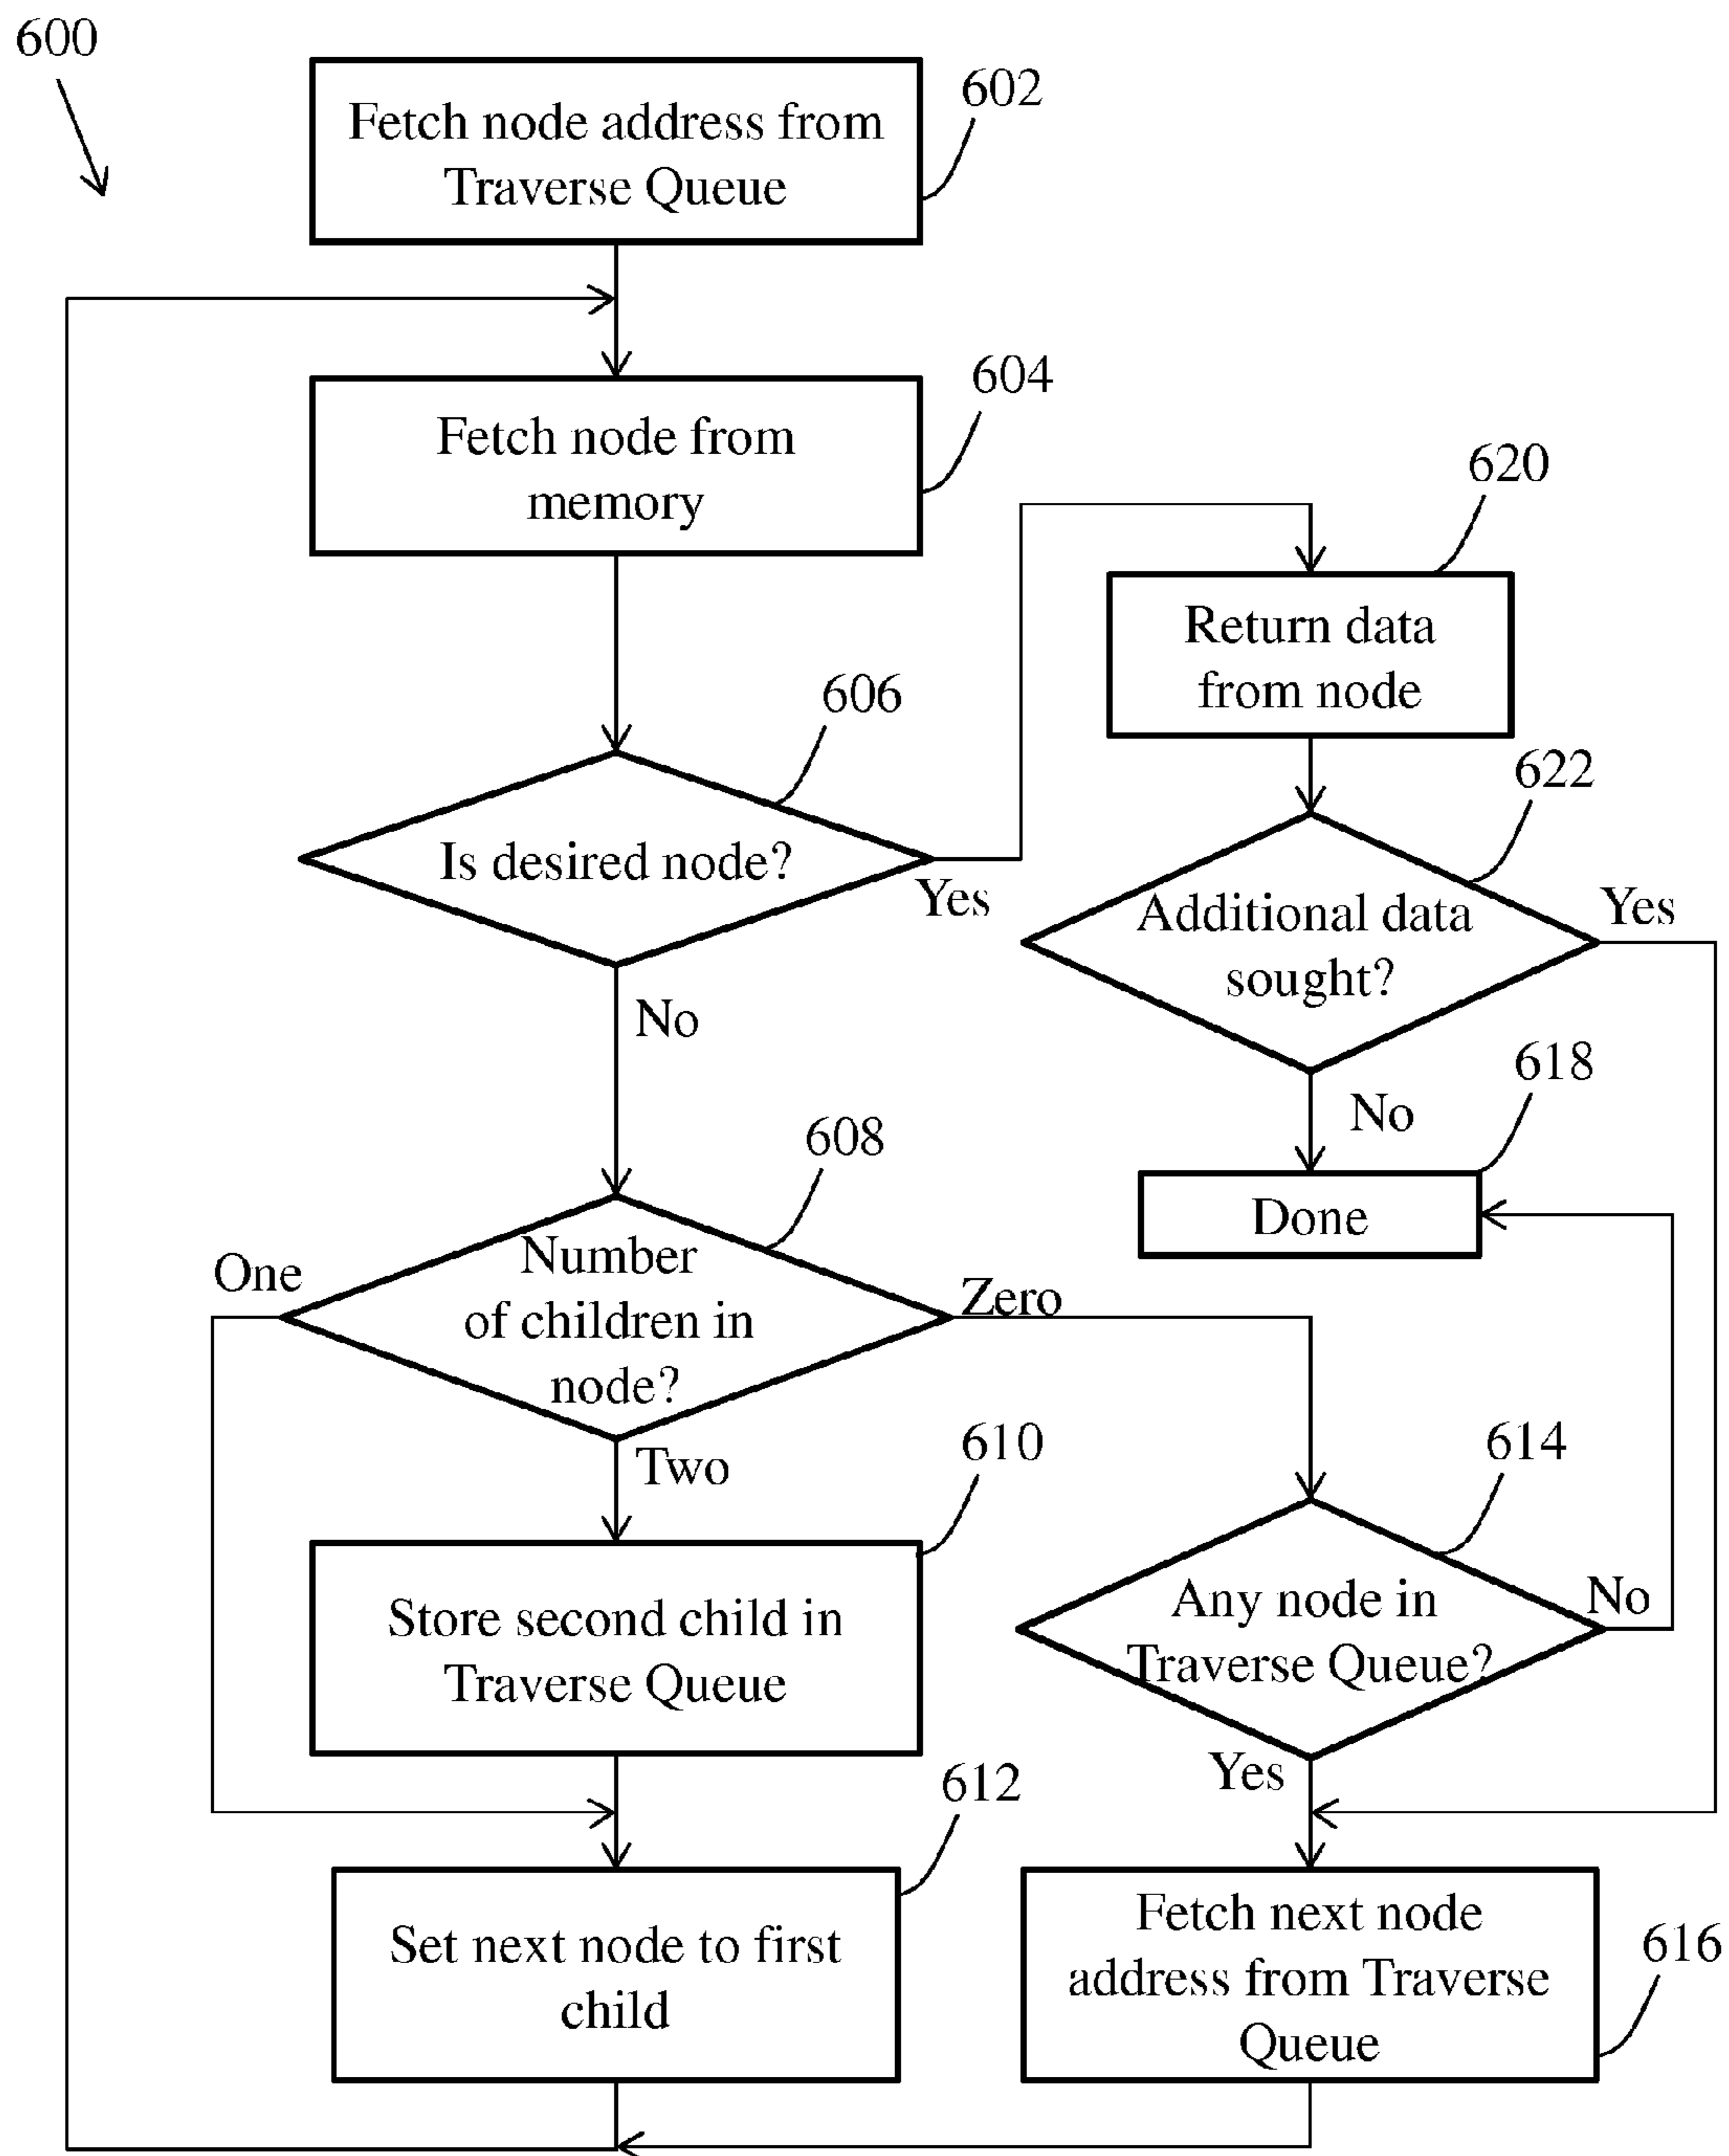 600
Fetch node address from
Traverse Queue
602
Fetch node from
memory
604
Is desired node?
606
Yes
No
Return data
from node
620
Additional data
sought?
622
Yes
No
Done
618
Number
of children in
node?
608
One
Zero
Two
Store second child in
Traverse Queue
610
Any node in
Traverse Queue?
614
No
Yes
Set next node to first
child
612
Fetch next node
address from Traverse
Queue
616